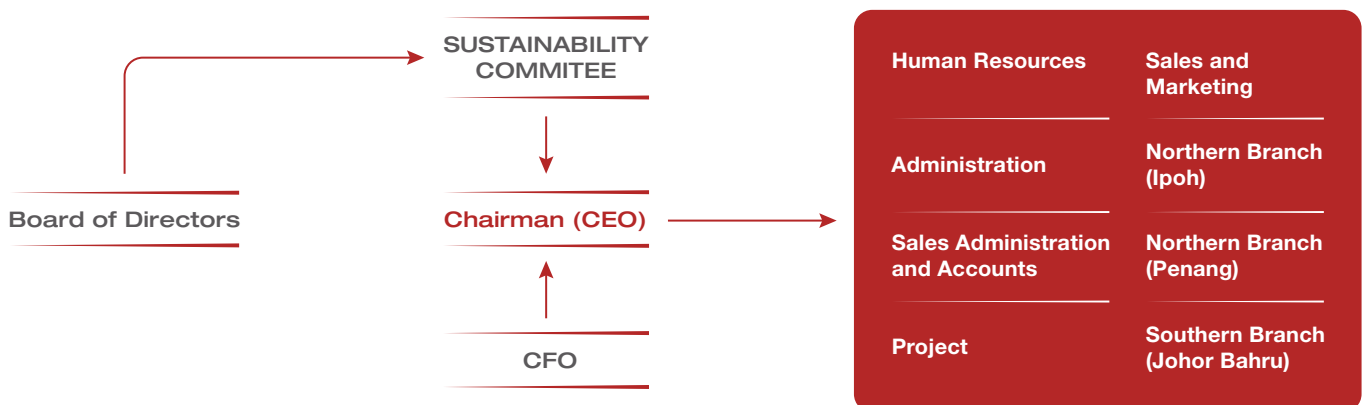 SUSTAINABILITY
COMMITEE
Board of Directors
Chairman (CEO)
CFO
Human Resources
Sales and
Marketing
Administration
Northern Branch
(Ipoh)
Sales Administration
and Accounts
Northern Branch
(Penang)
Project
Southern Branch
(Johor Bahru)